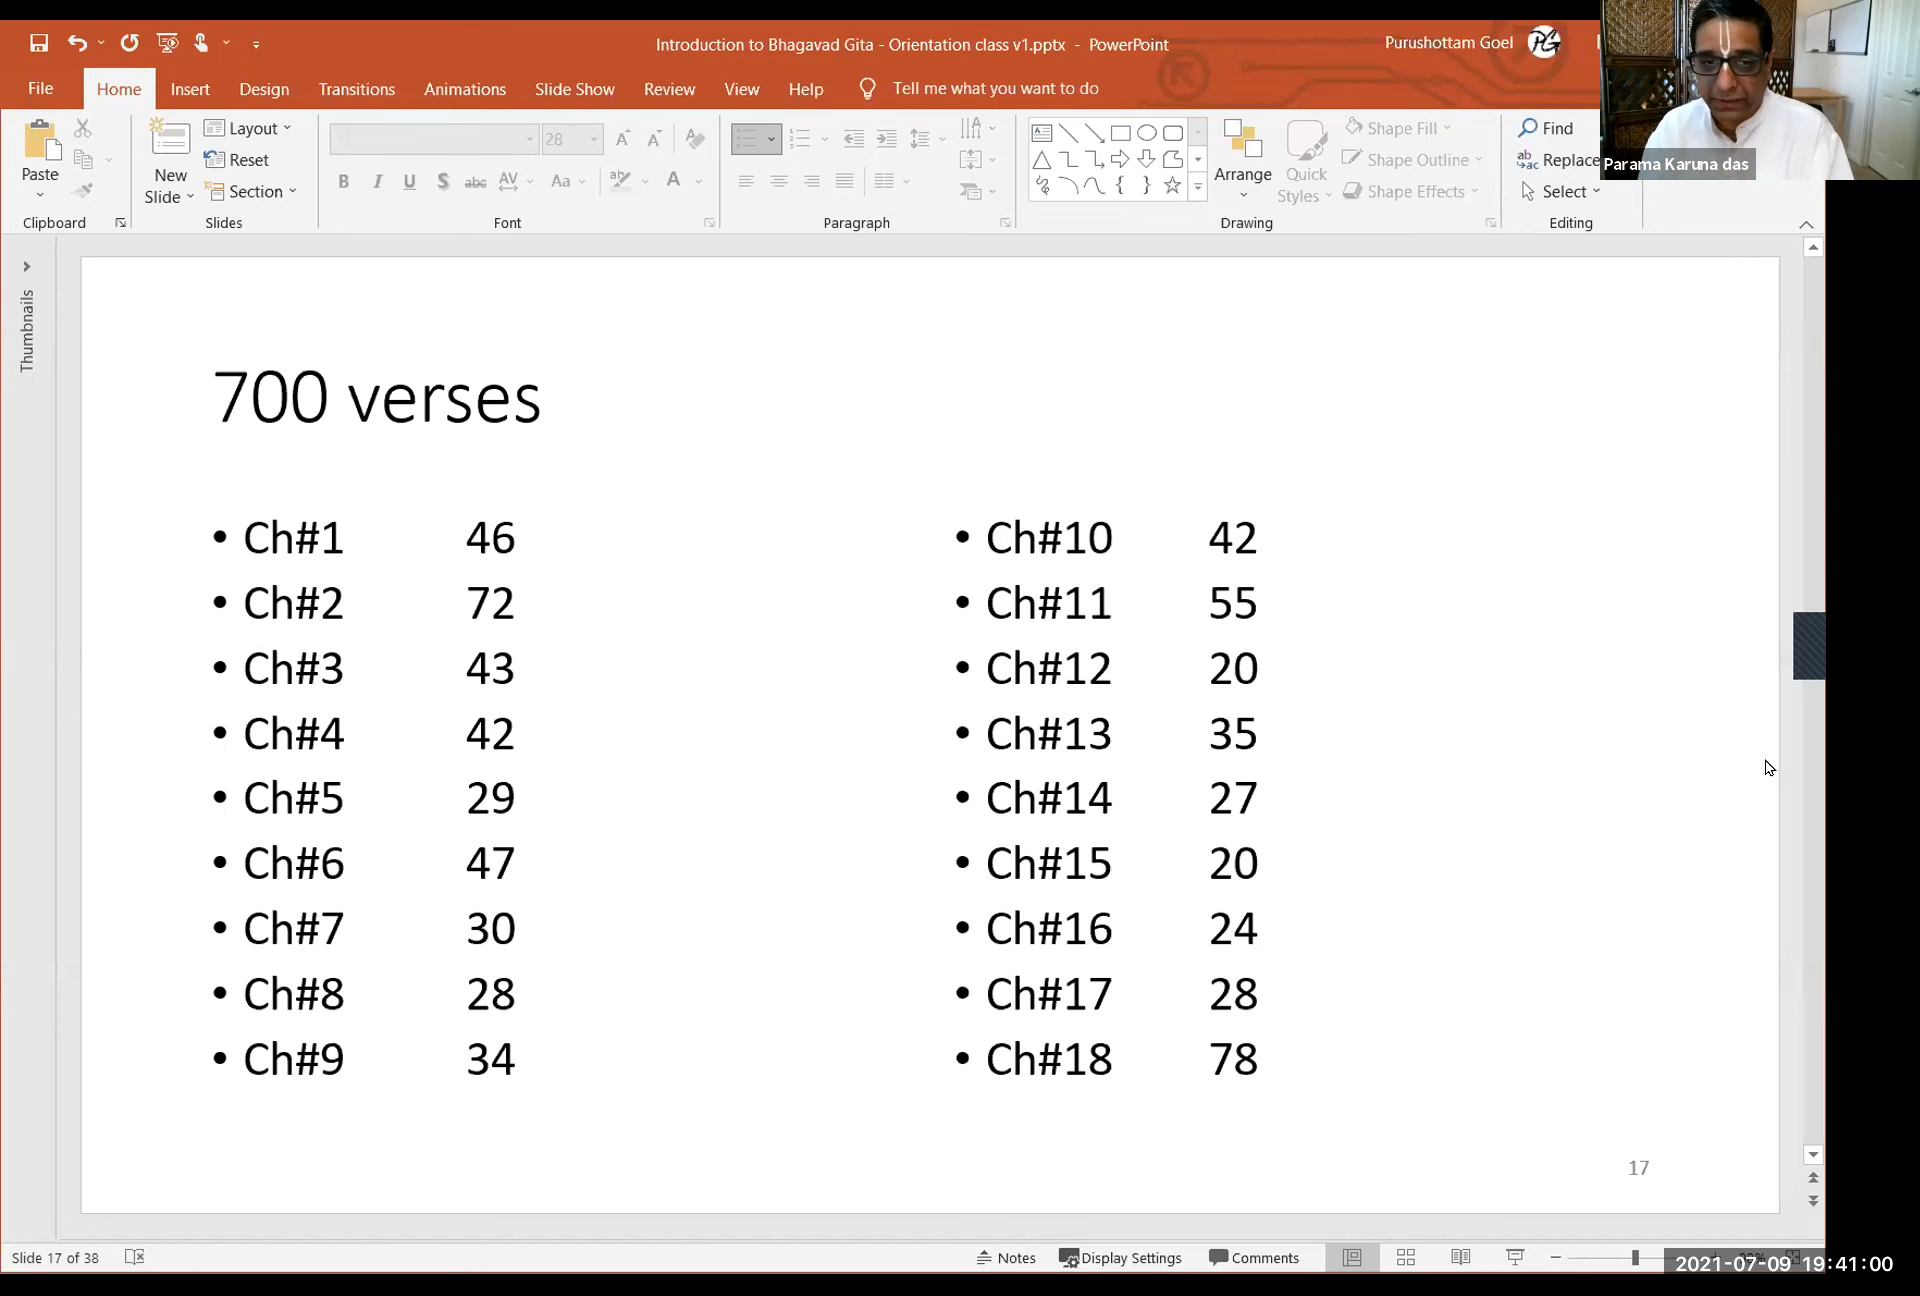 Introduction to Bhagavad Gita - Orientation class v1.pptx - PowerPoint
Purushottam Goel
PG
File Home Insert Design Transitions Animations Slide Show Review View Help Tell me what you want to do
Paste
Clipboard
New Slide
Layout
Reset
Section
Slides
28
B I U S abc AV Aa A
Font
Paragraph
Arrange
Quick Styles
Shape Fill
Shape Outline
Shape Effects
Drawing
Find
Replace
Select
Editing
Parama Karuna das
Thumbnails
700 verses
• Ch#1 46
• Ch#2 72
• Ch#3 43
• Ch#4 42
• Ch#5 29
• Ch#6 47
• Ch#7 30
• Ch#8 28
• Ch#9 34
• Ch#10 42
• Ch#11 55
• Ch#12 20
• Ch#13 35
• Ch#14 27
• Ch#15 20
• Ch#16 24
• Ch#17 28
• Ch#18 78
17
Slide 17 of 38
Notes Display Settings Comments
2021-07-09 19:41:00